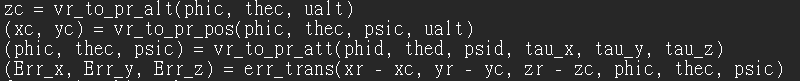 zc = vr_to_pr_alt(phic, thec, ualt)
(xc, yc) = vr_to_pr_pos(phic, thec, psic, ualt)
(phic, thec, psic) = vr_to_pr_att(phid, thed, psid, tau_x, tau_y, tau_z)
(Err_x, Err_y, Err_z) = err_trans(xr - xc, yr - yc, zr - zc, phic, thec, psic)